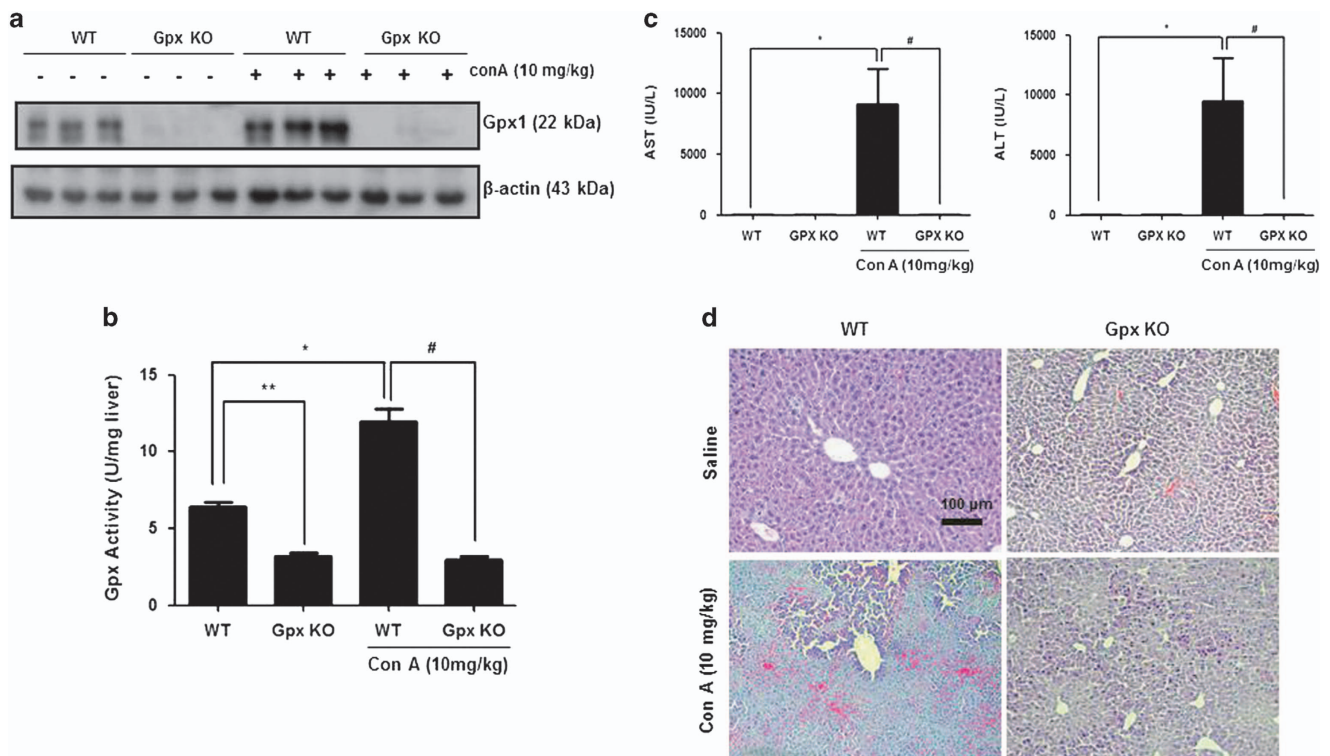 a
WT Gpx KO WT Gpx KO
- - - - - - + + + + + + conA (10 mg/kg)
Gpx1 (22 kDa)
β-actin (43 kDa)
b
* #
**
Gpx Activity (U/mg liver)
15
10
5
0
WT Gpx KO WT Gpx KO
Con A (10mg/kg)
c
AST (IU/L)
15000
10000
5000
0
* #
WT GPX KO WT GPX KO
Con A (10mg/kg)
ALT (IU/L)
15000
10000
5000
0
* #
WT GPX KO WT GPX KO
Con A (10mg/kg)
d
WT Gpx KO
Saline
100 µm
Con A (10 mg/kg)